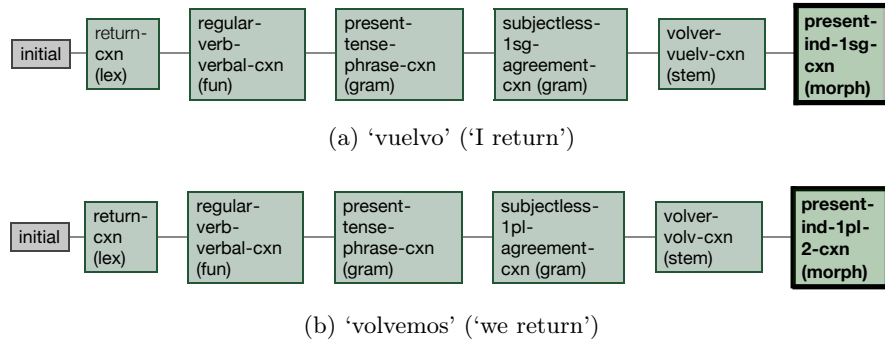 initial
return-
cxn
(lex)
regular-
verb-
verbal-cxn
(fun)
present-
tense-
phrase-cxn
(gram)
subjectless-
1sg-
agreement-
cxn (gram)
volver-
vuelv-cxn
(stem)
present-
ind-1sg-
cxn
(morph)
(a) ‘vuelvo’ (‘I return’)
initial
return-
cxn
(lex)
regular-
verb-
verbal-cxn
(fun)
present-
tense-
phrase-cxn
(gram)
subjectless-
1pl-
agreement-
cxn (gram)
volver-
volv-cxn
(stem)
present-
ind-1pl-
2-cxn
(morph)
(b) ‘volvemos’ (‘we return’)